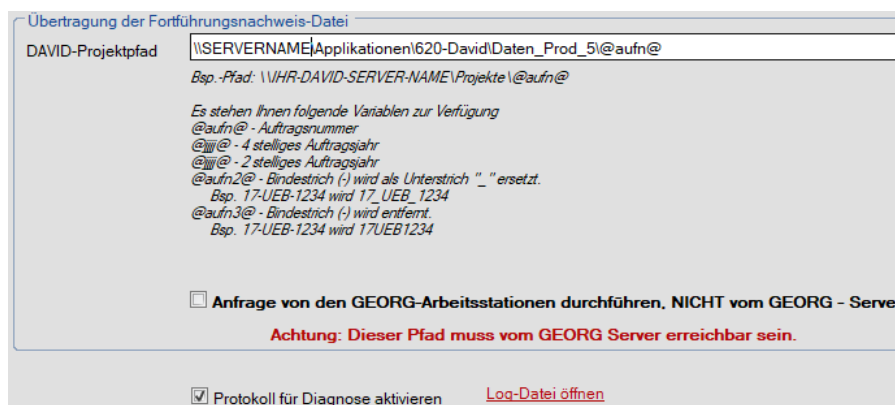 Übertragung der Fortführungsnachweis-Datei
DAVID-Projektpfad
\\SERVERNAME\Applikationen\620-David\Daten_Prod_5\@aufn@
Bsp.-Pfad: \\IHR-DAVID-SERVER-NAME\Projekte\@aufn@
Es stehen Ihnen folgende Variablen zur Verfügung
@aufn@ - Auftragsnummer
@jjjj@ - 4 stelliges Auftragsjahr
@jjjj@ - 2 stelliges Auftragsjahr
@aufn2@ - Bindestrich (-) wird als Unterstrich "_" ersetzt.
Bsp. 17-UEB-1234 wird 17_UEB_1234
@aufn3@ - Bindestrich (-) wird entfernt.
Bsp. 17-UEB-1234 wird 17UEB1234
Anfrage von den GEORG-Arbeitsstationen durchführen, NICHT vom GEORG - Serve
Achtung: Dieser Pfad muss vom GEORG Server erreichbar sein.
Protokoll für Diagnose aktivieren
Log-Datei öffnen